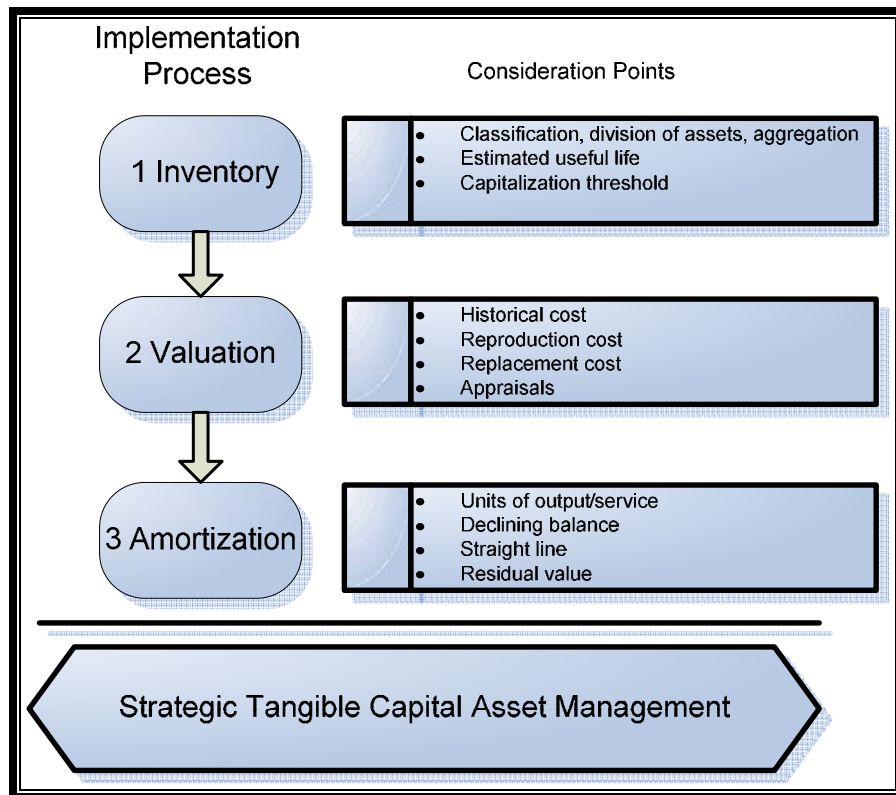 Implementation
Process
Consideration Points
1 Inventory
• Classification, division of assets, aggregation
• Estimated useful life
• Capitalization threshold
2 Valuation
• Historical cost
• Reproduction cost
• Replacement cost
• Appraisals
3 Amortization
• Units of output/service
• Declining balance
• Straight line
• Residual value
Strategic Tangible Capital Asset Management